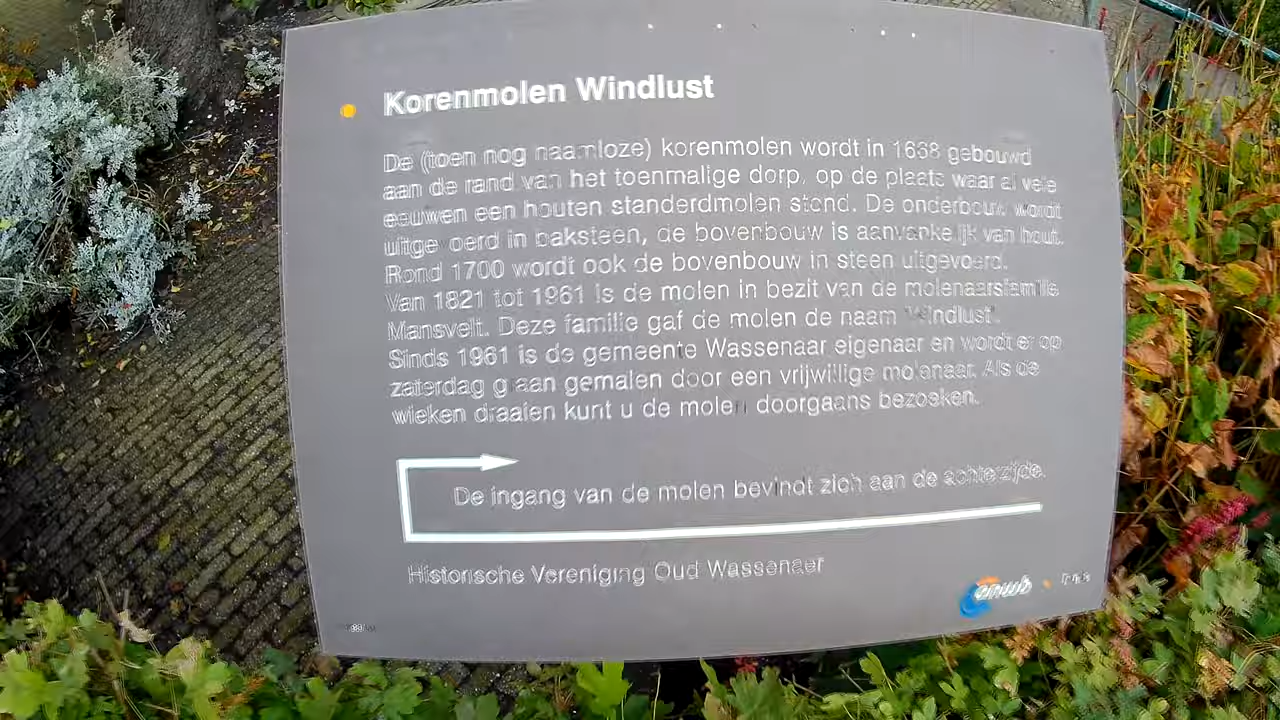 Korenmolen Windlust
De (toen nog naamloze) korenmolen wordt in 1638 gebouwd
aan de rand van het toenmalige dorp, op de plaats waar al vele
eeuwen een houten standerdmolen stond. De onderbouw wordt
uitgevoerd in baksteen, de bovenbouw is aanvankelijk van hout.
Rond 1700 wordt ook de bovenbouw in steen uitgevoerd.
Van 1821 tot 1961 is de molen in bezit van de molenaarsfamilie
Mansvelt. Deze familie gaf de molen de naam 'Windlust'.
Sinds 1961 is de gemeente Wassenaar eigenaar en wordt er op
zaterdag graan gemalen door een vrijwillige molenaar. Als de
wieken draaien kunt u de molen doorgaans bezoeken.
De ingang van de molen bevindt zich aan de achterzijde.
Historische Vereniging Oud Wassenaer
anwb